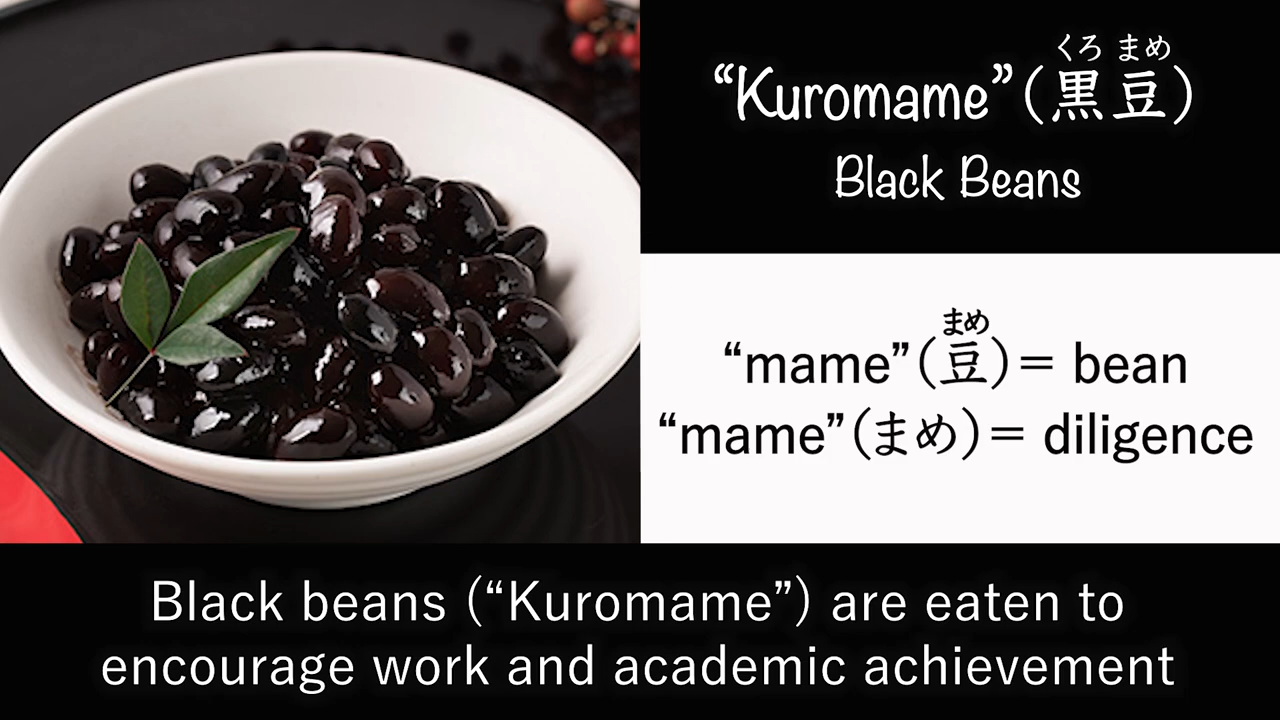 くろ まめ
“Kuromame”(黒豆)
Black Beans
まめ
“mame”(豆)= bean
“mame”(まめ)= diligence
Black beans (“Kuromame”) are eaten to
encourage work and academic achievement